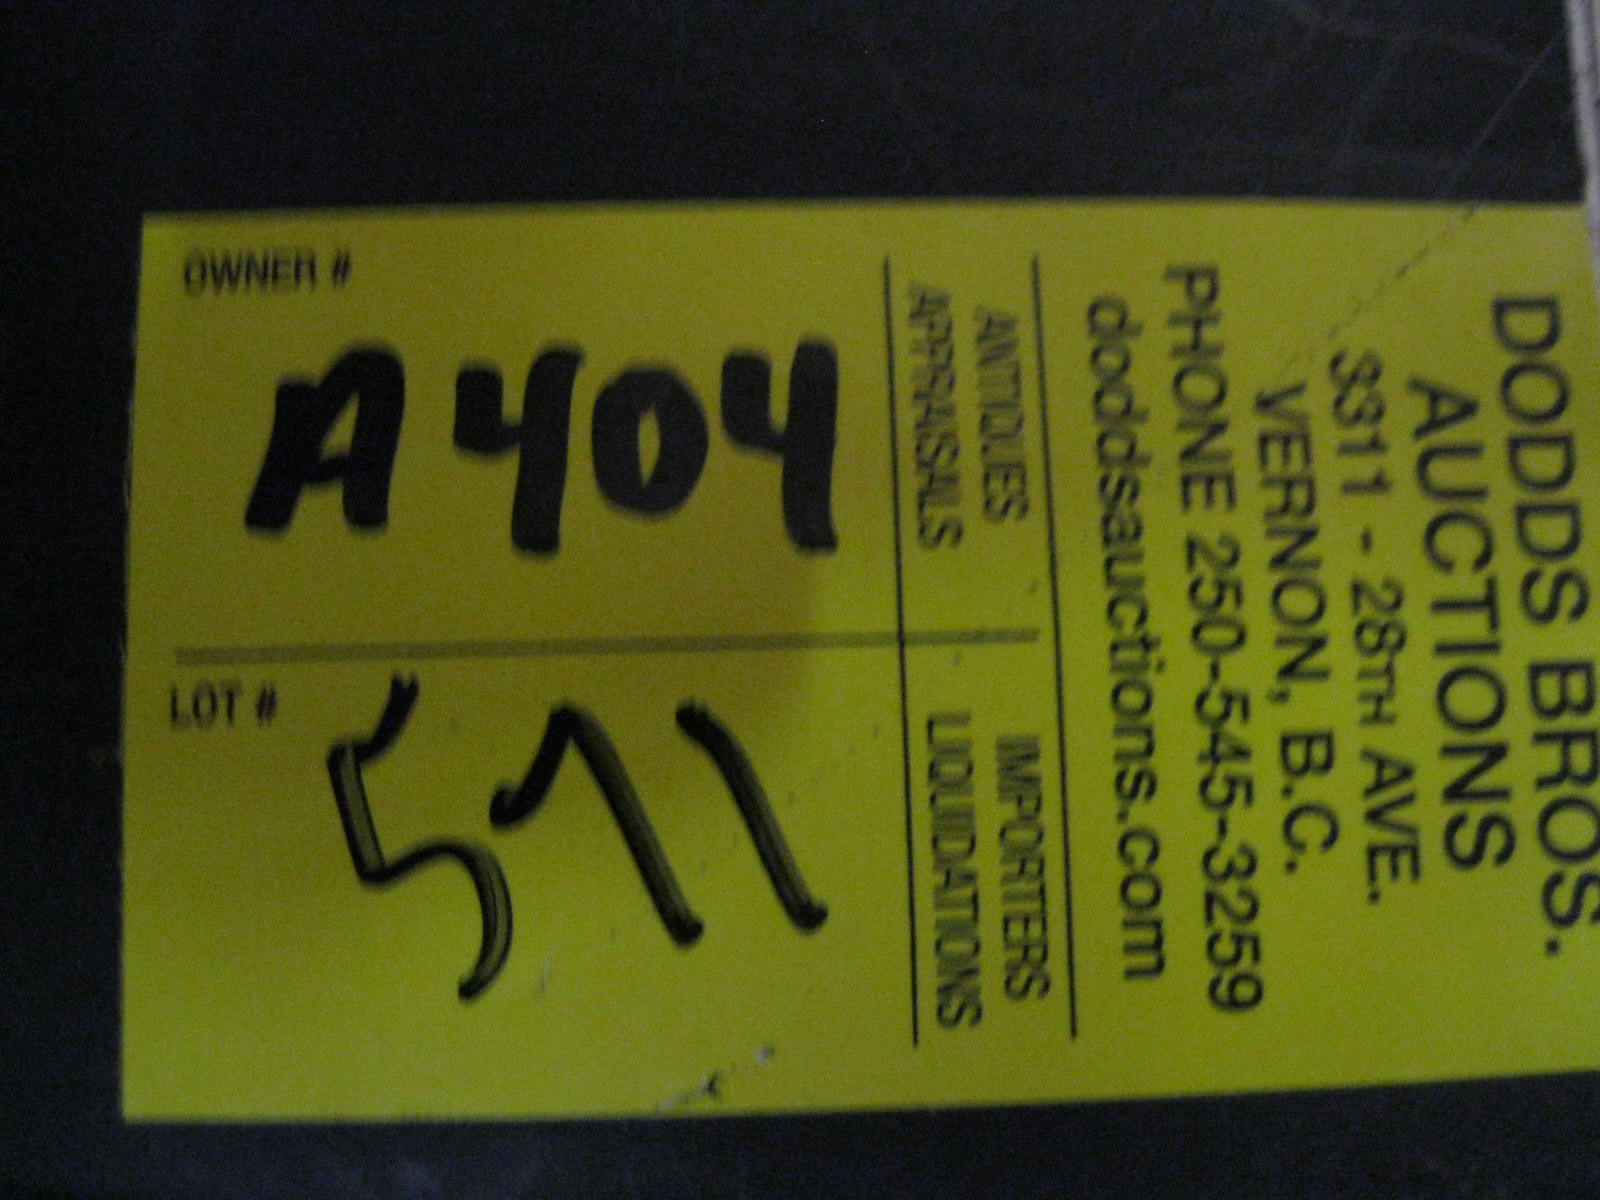 OWNER #
A404
LOT #
571
DODDS BROS.
AUCTIONS
3311 - 28TH AVE.
VERNON, B.C.
PHONE 250-545-3259
doddsauctions.com
ANTIQUES IMPORTERS
APPRAISALS LIQUIDATIONS